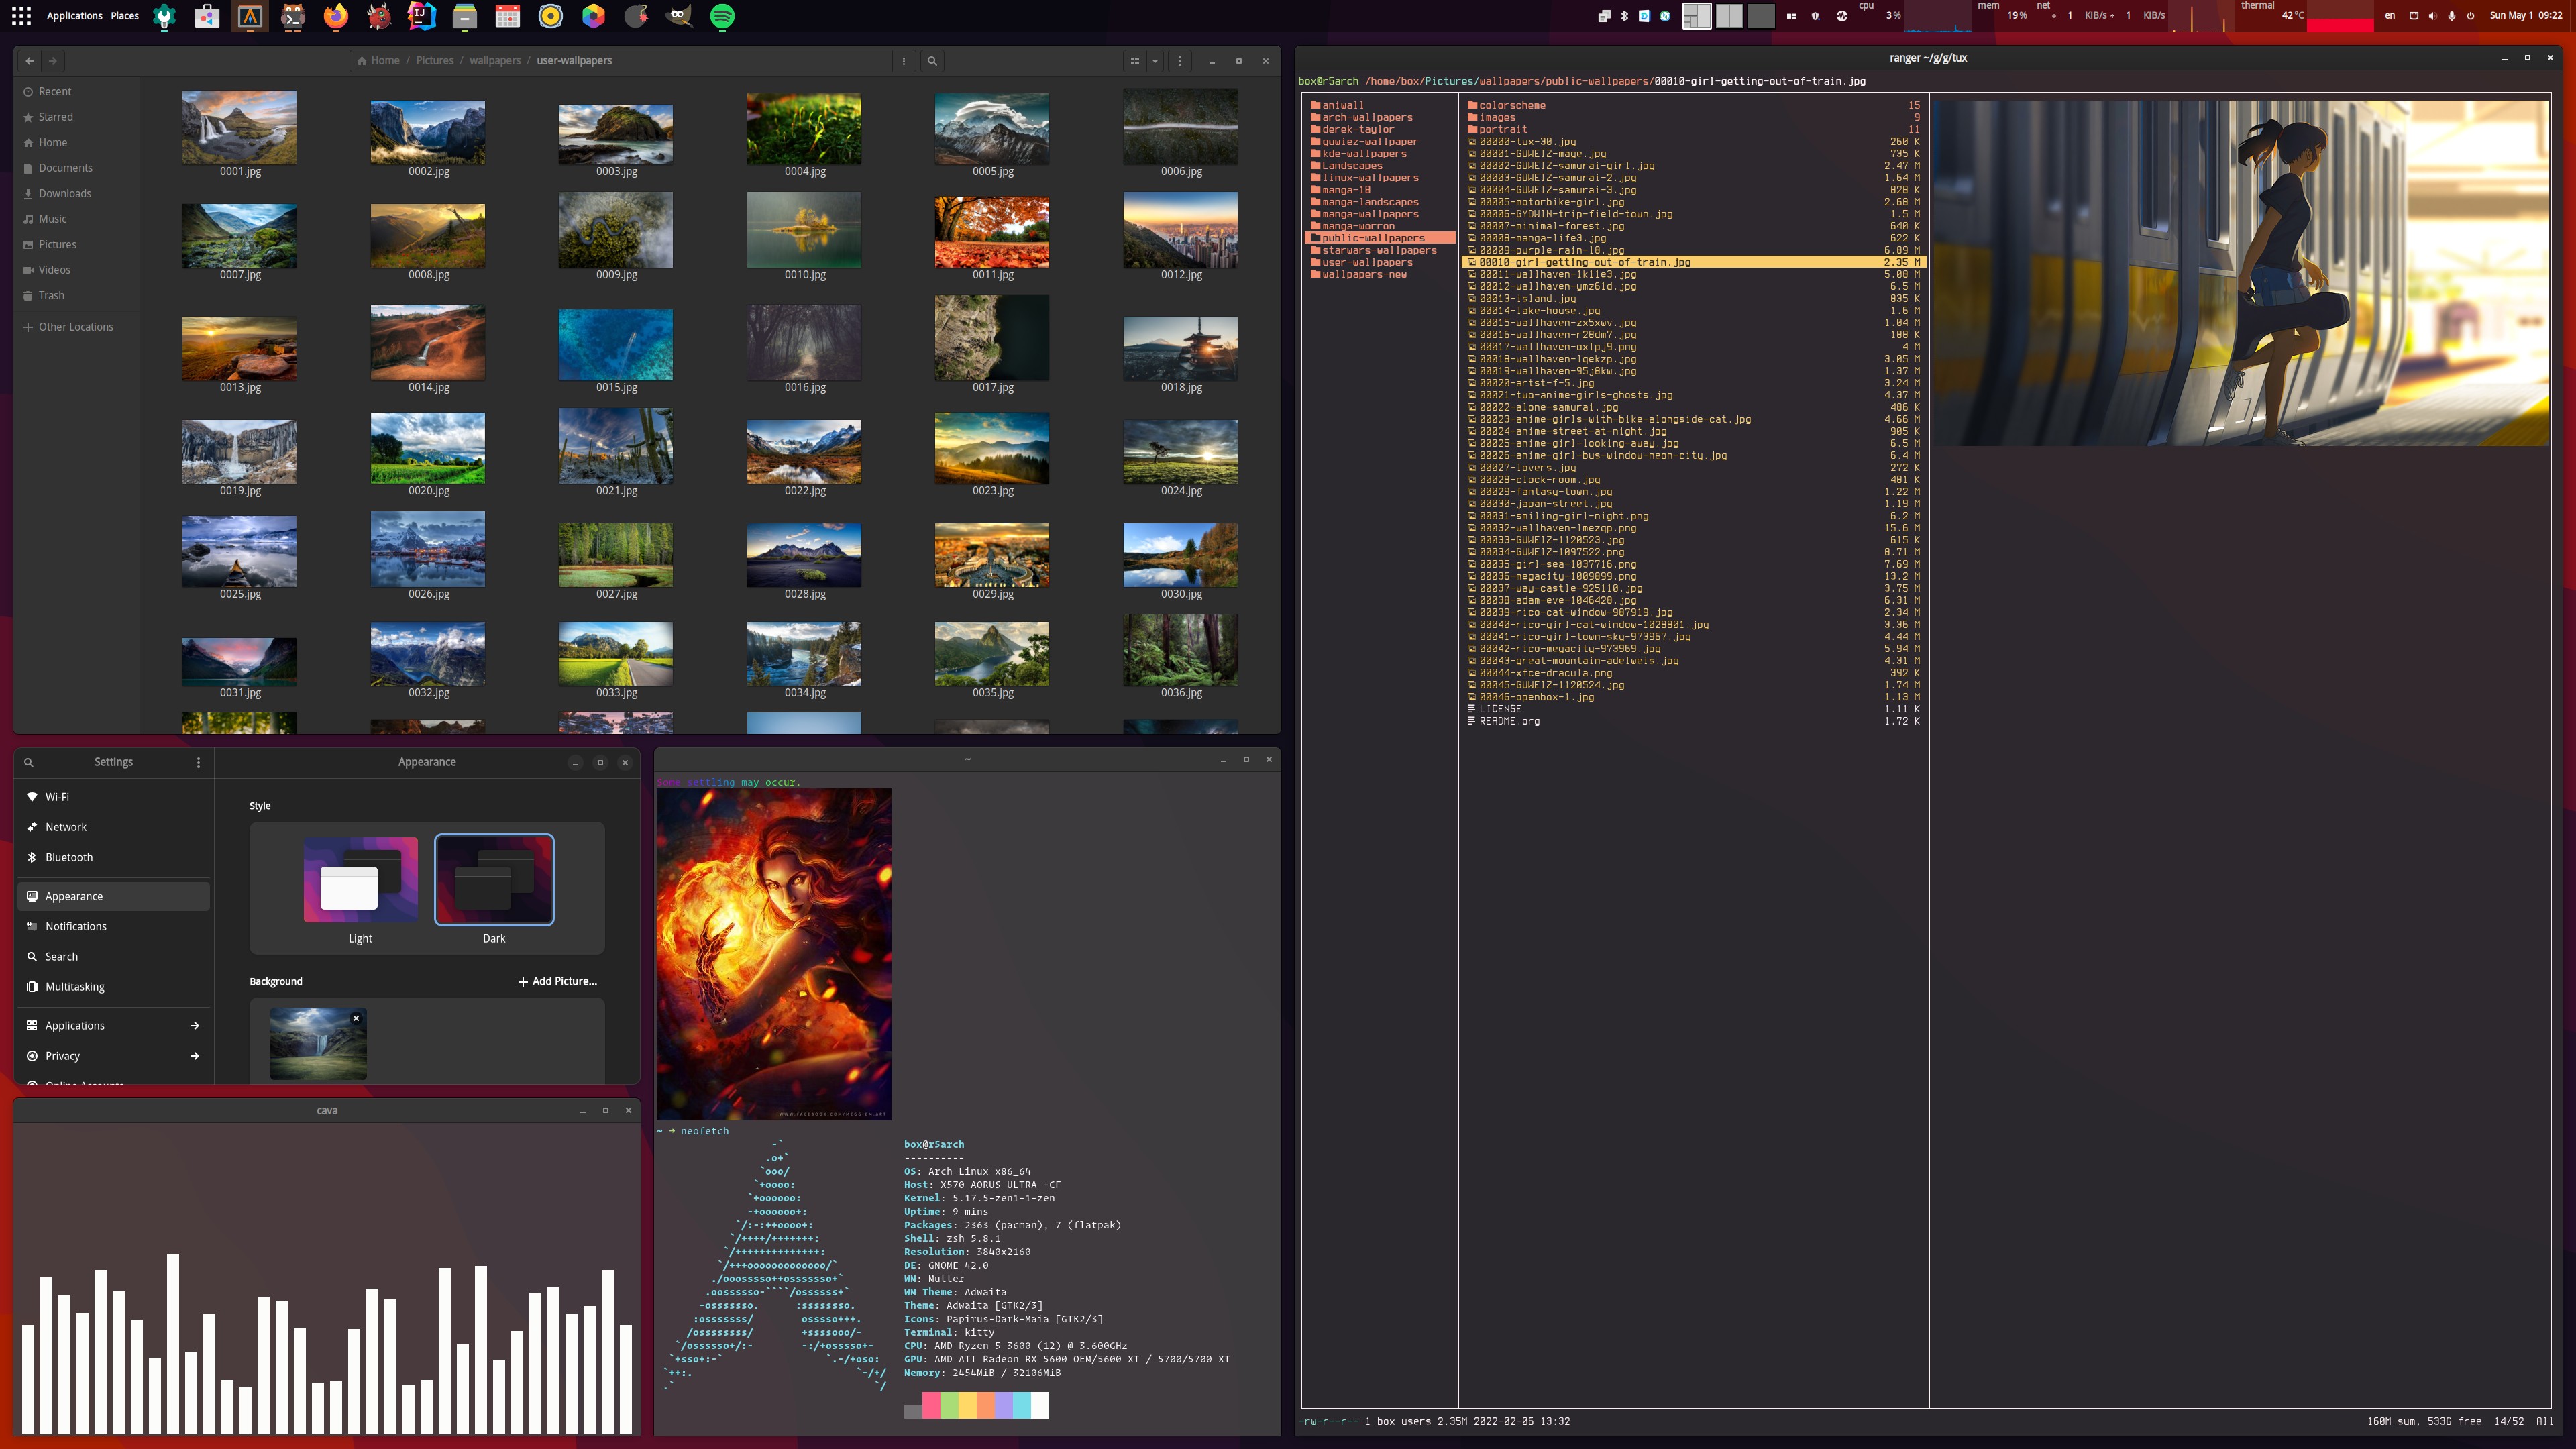 Applications Places
cpu 3 % mem 19 % net 1 KiB/s 1 KiB/s thermal 42 °C en Sun May 1 09:22
Home / Pictures / wallpapers / user-wallpapers
Recent
Starred
Home
Documents
Downloads
Music
Pictures
Videos
Trash
Other Locations
0001.jpg 0002.jpg 0003.jpg 0004.jpg 0005.jpg 0006.jpg
0007.jpg 0008.jpg 0009.jpg 0010.jpg 0011.jpg 0012.jpg
0013.jpg 0014.jpg 0015.jpg 0016.jpg 0017.jpg 0018.jpg
0019.jpg 0020.jpg 0021.jpg 0022.jpg 0023.jpg 0024.jpg
0025.jpg 0026.jpg 0027.jpg 0028.jpg 0029.jpg 0030.jpg
0031.jpg 0032.jpg 0033.jpg 0034.jpg 0035.jpg 0036.jpg
ranger ~/g/g/tux
box@r5arch /home/box/Pictures/wallpapers/public-wallpapers/00010-girl-getting-out-of-train.jpg
aniwall
arch-wallpapers
derek-taylor
guwiez-wallpaper
kde-wallpapers
Landscapes
linux-wallpapers
manga-18
manga-landscapes
manga-wallpapers
manga-worron
public-wallpapers
starwars-wallpapers
user-wallpapers
wallpapers-new
colorscheme 15
images 9
portrait 11
00000-tux-30.jpg 260 K
00001-GUWEIZ-mage.jpg 735 K
00002-GUWEIZ-samurai-girl.jpg 2.47 M
00003-GUWEIZ-samurai-2.jpg 1.64 M
00004-GUWEIZ-samurai-3.jpg 828 K
00005-motorbike-girl.jpg 2.68 M
00006-GYDWIN-trip-field-town.jpg 1.5 M
00007-minimal-forest.jpg 640 K
00008-manga-life3.jpg 622 K
00009-purple-rain-18.jpg 6.89 M
00010-girl-getting-out-of-train.jpg 2.35 M
00011-wallhaven-1k11e3.jpg 5.08 M
00012-wallhaven-ymz61d.jpg 6.5 M
00013-island.jpg 835 K
00014-lake-house.jpg 1.6 M
00015-wallhaven-zx5xwv.jpg 1.04 M
00016-wallhaven-r28dm7.jpg 188 K
00017-wallhaven-oxlpj9.png 4 M
00018-wallhaven-lqekzp.jpg 3.05 M
00019-wallhaven-95j8kw.jpg 1.37 M
00020-artst-f-5.jpg 3.24 M
00021-two-anime-girls-ghosts.jpg 4.37 M
00022-alone-samurai.jpg 486 K
00023-anime-girls-with-bike-alongside-cat.jpg 4.66 M
00024-anime-street-at-night.jpg 905 K
00025-anime-girl-looking-away.jpg 6.5 M
00026-anime-girl-bus-window-neon-city.jpg 6.4 M
00027-lovers.jpg 272 K
00028-clock-room.jpg 481 K
00029-fantasy-town.jpg 1.22 M
00030-japan-street.jpg 1.19 M
00031-smiling-girl-night.png 6.2 M
00032-wallhaven-lmezqp.png 15.6 M
00033-GUWEIZ-1120523.jpg 615 K
00034-GUWEIZ-1097522.png 8.71 M
00035-girl-sea-1037716.png 7.69 M
00036-megacity-1009899.png 13.2 M
00037-way-castle-925110.jpg 3.75 M
00038-adam-eve-1046428.jpg 6.31 M
00039-rico-cat-window-987919.jpg 2.34 M
00040-rico-girl-cat-window-1028801.jpg 3.36 M
00041-rico-girl-town-sky-973967.jpg 4.44 M
00042-rico-megacity-973969.jpg 5.94 M
00043-great-mountain-adelweis.jpg 4.31 M
00044-xfce-dracula.png 392 K
00045-GUWEIZ-1120524.jpg 1.74 M
00046-openbox-1.jpg 1.13 M
LICENSE 1.11 K
README.org 1.72 K
-rw-r--r-- 1 box users 2.35M 2022-02-06 13:32 160M sum, 533G free 14/52 All
Settings
Appearance
Wi-Fi
Network
Bluetooth
Appearance
Notifications
Search
Multitasking
Applications
Privacy
Style
Light Dark
Background
Add Picture...
cava
~
Some settling may occur.
WWW.FACEBOOK.COM/NEGGIEM.ART
~ ➜ neofetch
box@r5arch
----------
OS: Arch Linux x86_64
Host: X570 AORUS ULTRA -CF
Kernel: 5.17.5-zen1-1-zen
Uptime: 9 mins
Packages: 2363 (pacman), 7 (flatpak)
Shell: zsh 5.8.1
Resolution: 3840x2160
DE: GNOME 42.0
WM: Mutter
WM Theme: Adwaita
Theme: Adwaita [GTK2/3]
Icons: Papirus-Dark-Maia [GTK2/3]
Terminal: kitty
CPU: AMD Ryzen 5 3600 (12) @ 3.600GHz
GPU: AMD ATI Radeon RX 5600 OEM/5600 XT / 5700/5700 XT
Memory: 2454MiB / 32106MiB